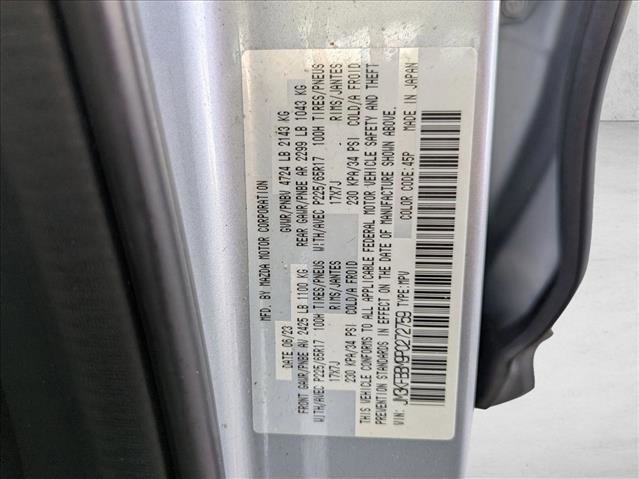 MFD. BY MAZDA MOTOR CORPORATION
DATE 06/23 GVWR/PNBV 4724 LB 2143 KG
FRONT GAWR/PNBE AV 2425 LB 1100 KG REAR GAWR/PNBE AR 2299 LB 1043 KG
WITH/AVEC P225/65R17 100H TIRES/PNEUS WITH/AVEC P225/65R17 100H TIRES/PNEUS
17X7J RIMS/JANTES 17X7J RIMS/JANTES
230 KPA/34 PSI COLD/A FROID 230 KPA/34 PSI COLD/A FROID
THIS VEHICLE CONFORMS TO ALL APPLICABLE FEDERAL MOTOR VEHICLE SAFETY AND THEFT
PREVENTION STANDARDS IN EFFECT ON THE DATE OF MANUFACTURE SHOWN ABOVE.
VIN: JM3KFBBM9P0272759 TYPE:MPV COLOR CODE:45P MADE IN JAPAN